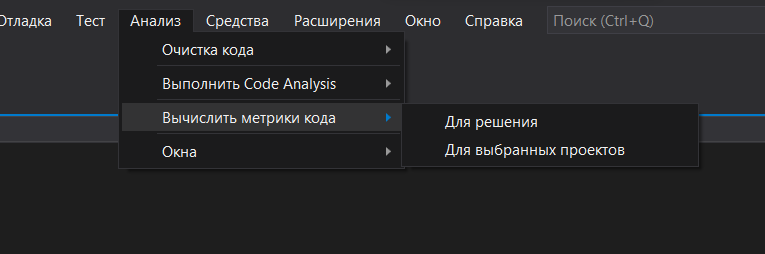 Отладка Тест Анализ Средства Расширения Окно Справка Поиск (Ctrl+Q)
Очистка кода
Выполнить Code Analysis
Вычислить метрики кода
Для решения
Для выбранных проектов
Окна